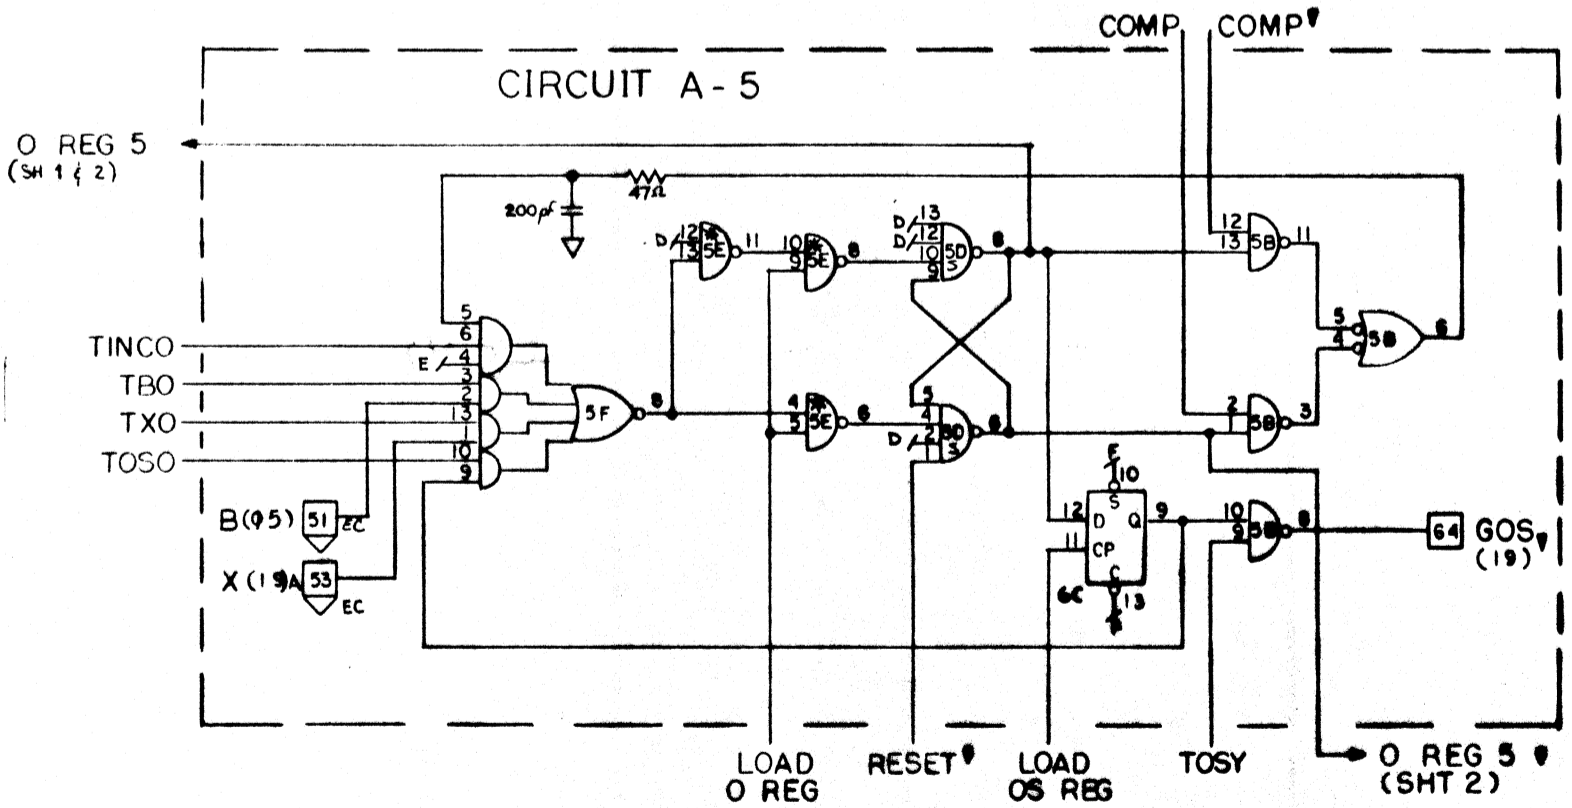 COMP COMP'
CIRCUIT A-5
O REG 5
(SH 1 & 2)
47Ω
200pf
D 12 13 * 5E 11
10 9 * 5E 8
D 13 D 12 10 9 5D S 8
12 13 5B 11
5 6 E 4
3 2
13 1
10 9
TINCO
TBO
TXO
TOSO
5F 8
4 5 * 5E 6
5 4 D 2 1 S 6
5 4 5B 6
2 1 5B 3
B(05) 51 EC
X(19)A 53 EC
E 10 S
12 D Q 9
11 CP
C 13
6C
10 9 5B 8
64 GOS'
(19)
LOAD
O REG
RESET'
LOAD
OS REG
TOSY
O REG 5'
(SHT 2)